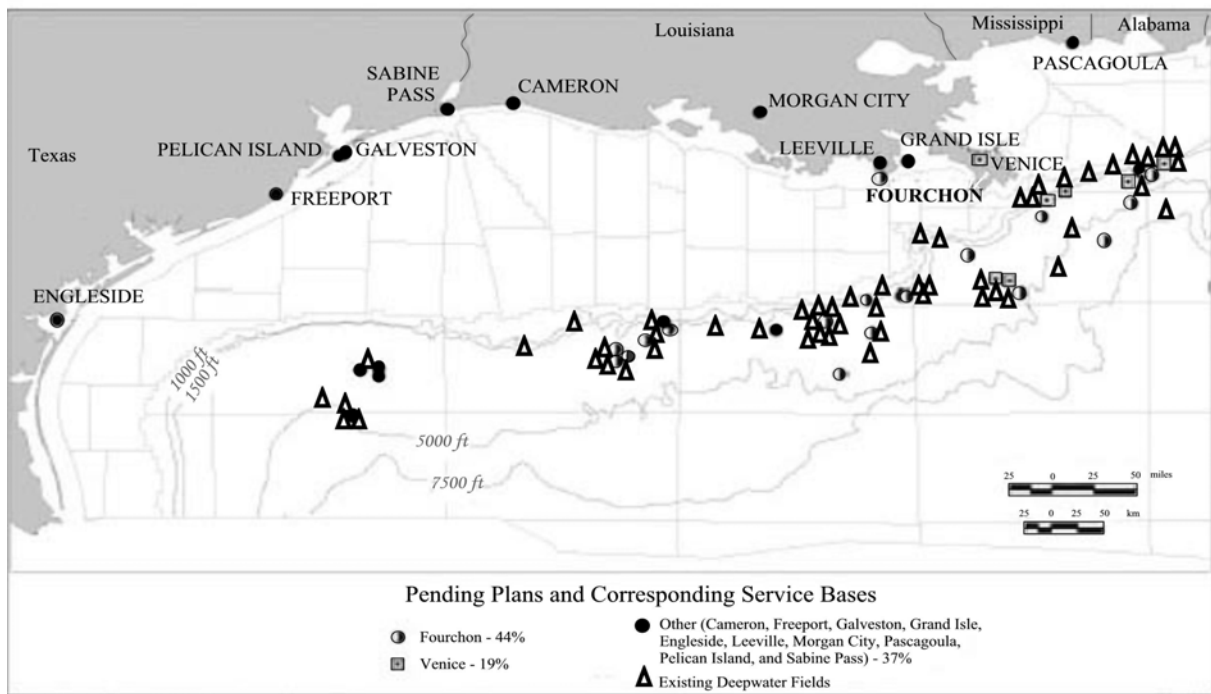 Louisiana
Mississippi
Alabama
PASCAGOULA
SABINE
PASS
CAMERON
MORGAN CITY
Texas
PELICAN ISLAND
GALVESTON
LEEVILLE
GRAND ISLE
VENICE
FREEPORT
FOURCHON
ENGLESIDE
1000 ft
1500 ft
5000 ft
7500 ft
25 0 25 50 miles
25 0 25 50 km
Pending Plans and Corresponding Service Bases
Fourchon - 44%
Venice - 19%
Other (Cameron, Freeport, Galveston, Grand Isle,
Engleside, Leeville, Morgan City, Pascagoula,
Pelican Island, and Sabine Pass) - 37%
Existing Deepwater Fields